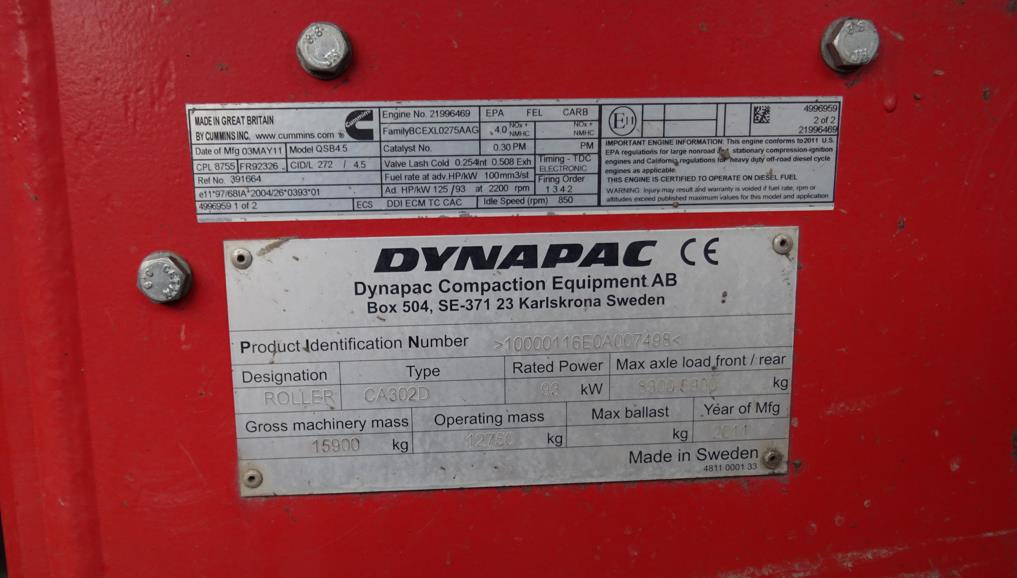 MADE IN GREAT BRITAIN
BY CUMMINS INC. www.cummins.com ®
Date of Mfg 03MAY11 Model QSB4.5
CPL 8755 FR92326 CID/L 272 / 4.5
Ref No. 391664
e11*97/68IA*2004/26*0393*01
4996959 1 of 2 ECS
Engine No. 21996469 EPA FEL CARB
FamilyBCEXL0275AAG 4.0 NOx + NMHC NOx + NMHC
Catalyst No. 0.30 PM PM
Valve Lash Cold 0.254Int 0.508 Exh Timing - TDC
Fuel rate at adv.HP/kW 100mm3/st ELECTRONIC
Ad. HP/kW 125 /93 at 2200 rpm Firing Order
DDI ECM TC CAC Idle Speed (rpm) 850 1 3 4 2
E11 4996959
2 of 2
21996469
IMPORTANT ENGINE INFORMATION: This engine conforms to2011 U.S.
EPA regulations for large nonroad stationary compression-ignition
engines and California regulations for heavy duty off-road diesel cycle
engines as applicable.
THIS ENGINE IS CERTIFIED TO OPERATE ON DIESEL FUEL
WARNING: Injury may result and warranty is voided if fuel rate, rpm or
altitudes exceed published maximum values for this model and application
DYNAPAC CE
Dynapac Compaction Equipment AB
Box 504, SE-371 23 Karlskrona Sweden
Product Identification Number >10000116E0A007498<
Designation Type Rated Power Max axle load front / rear
ROLLER CA302D 93 kW kg
Gross machinery mass Operating mass Max ballast Year of Mfg
15900 kg 12750 kg kg 2011
Made in Sweden
4811 0001 33
8.8
8.8